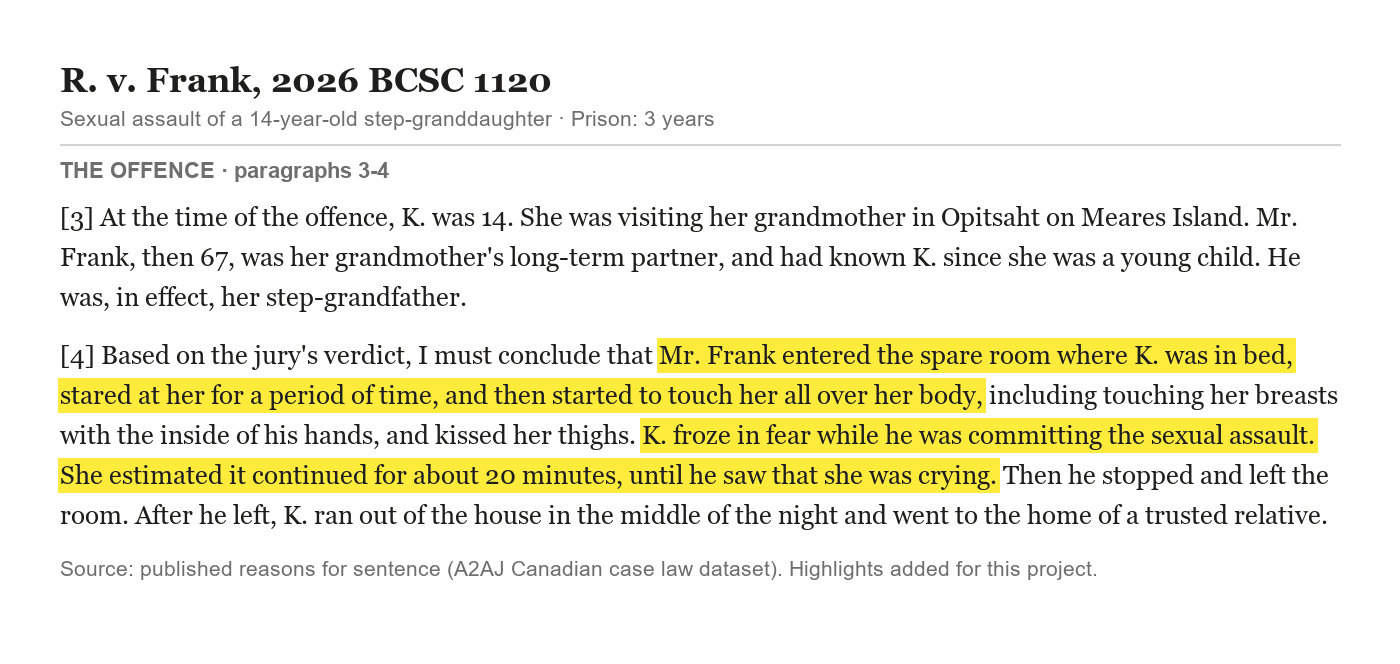 R. v. Frank, 2026 BCSC 1120
Sexual assault of a 14-year-old step-granddaughter · Prison: 3 years
THE OFFENCE · paragraphs 3-4
[3] At the time of the offence, K. was 14. She was visiting her grandmother in Opitsaht on Meares Island. Mr.
Frank, then 67, was her grandmother's long-term partner, and had known K. since she was a young child. He
was, in effect, her step-grandfather.
[4] Based on the jury's verdict, I must conclude that Mr. Frank entered the spare room where K. was in bed,
stared at her for a period of time, and then started to touch her all over her body, including touching her breasts
with the inside of his hands, and kissed her thighs. K. froze in fear while he was committing the sexual assault.
She estimated it continued for about 20 minutes, until he saw that she was crying. Then he stopped and left the
room. After he left, K. ran out of the house in the middle of the night and went to the home of a trusted relative.
Source: published reasons for sentence (A2AJ Canadian case law dataset). Highlights added for this project.